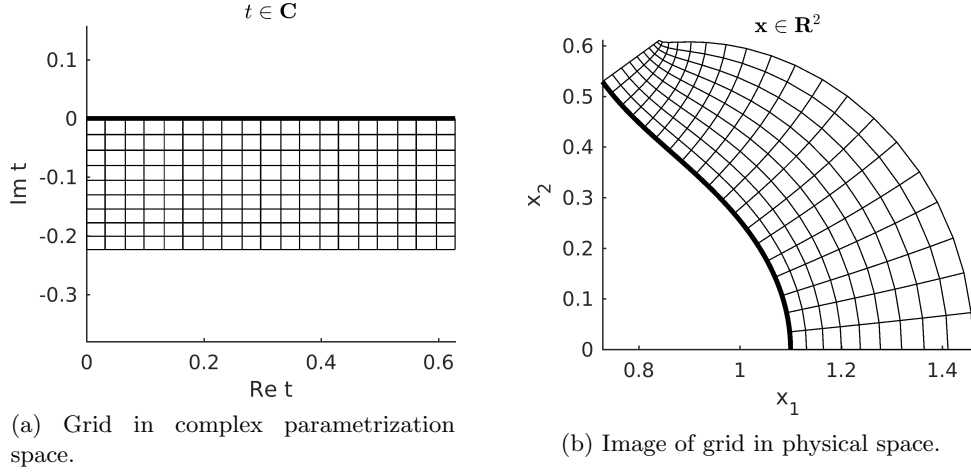 t ∈ C
0.1
0
-0.1
-0.2
-0.3
Im t
0
0.2
0.4
0.6
Re t
(a) Grid in complex parametrization
space.
x ∈ R²
0.6
0.5
0.4
0.3
0.2
0.1
0
x₂
0.8
1
1.2
1.4
x₁
(b) Image of grid in physical space.